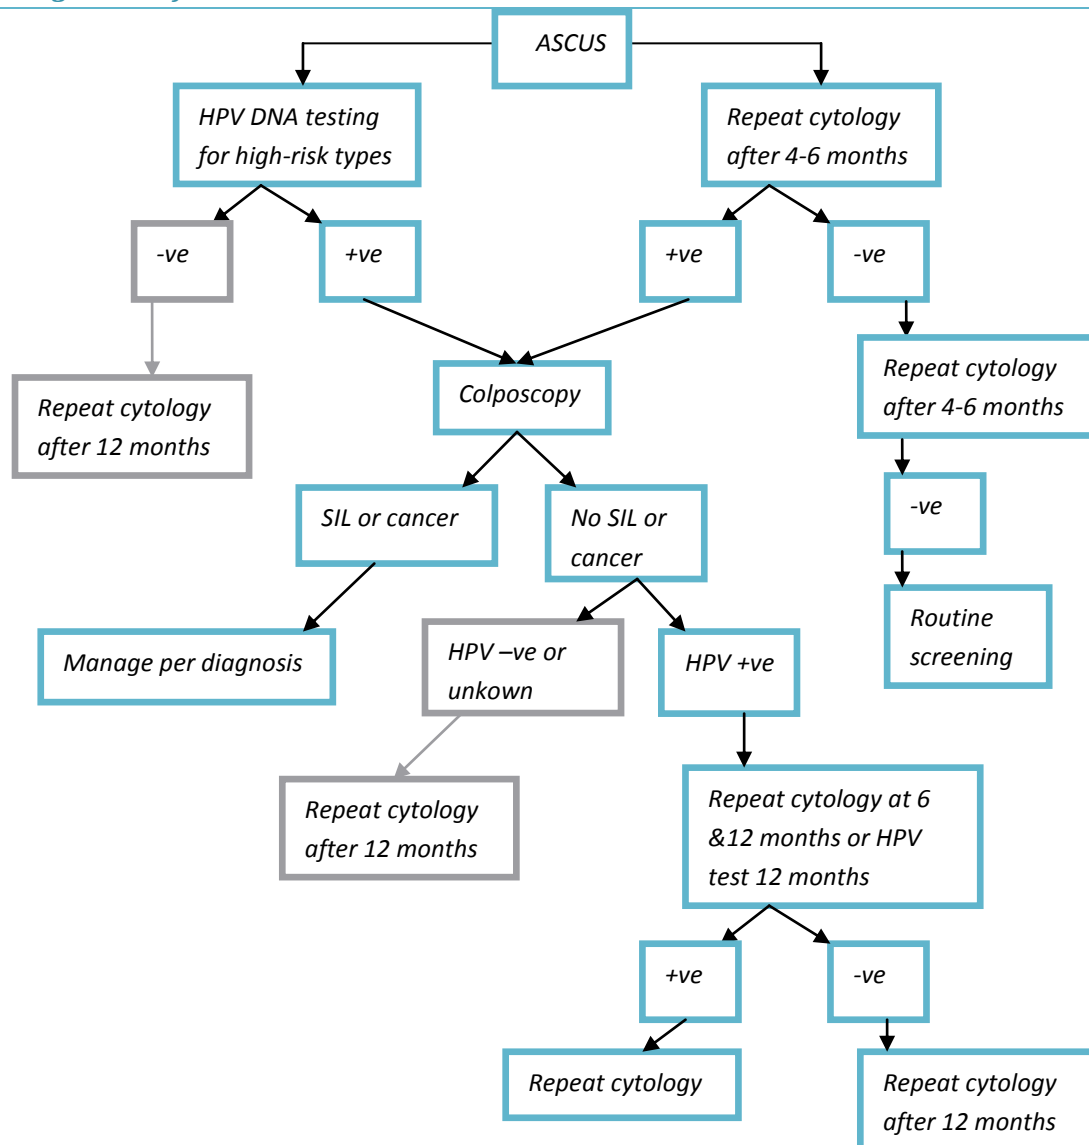 ASCUS
HPV DNA testing
for high-risk types
Repeat cytology
after 4-6 months
-ve
+ve
+ve
-ve
Repeat cytology
after 12 months
Colposcopy
Repeat cytology
after 4-6 months
SIL or cancer
No SIL or
cancer
-ve
Manage per diagnosis
HPV –ve or
unkown
HPV +ve
Routine
screening
Repeat cytology
after 12 months
Repeat cytology at 6
&12 months or HPV
test 12 months
+ve
-ve
Repeat cytology
Repeat cytology
after 12 months